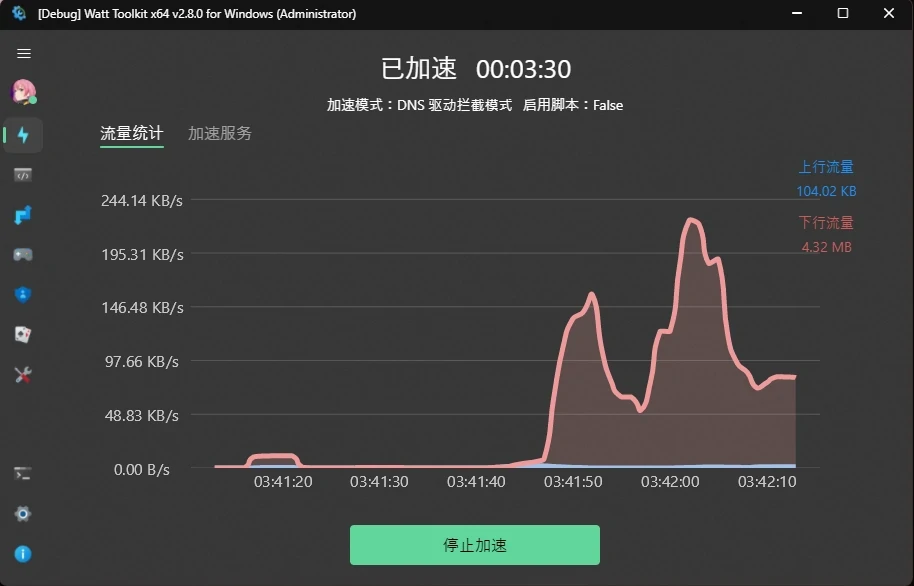 [Debug] Watt Toolkit x64 v2.8.0 for Windows (Administrator)
已加速 00:03:30
加速模式：DNS 驱动拦截模式 启用脚本：False
流量统计 加速服务
上行流量
104.02 KB
下行流量
4.32 MB
244.14 KB/s
195.31 KB/s
146.48 KB/s
97.66 KB/s
48.83 KB/s
0.00 B/s
03:41:20 03:41:30 03:41:40 03:41:50 03:42:00 03:42:10
停止加速